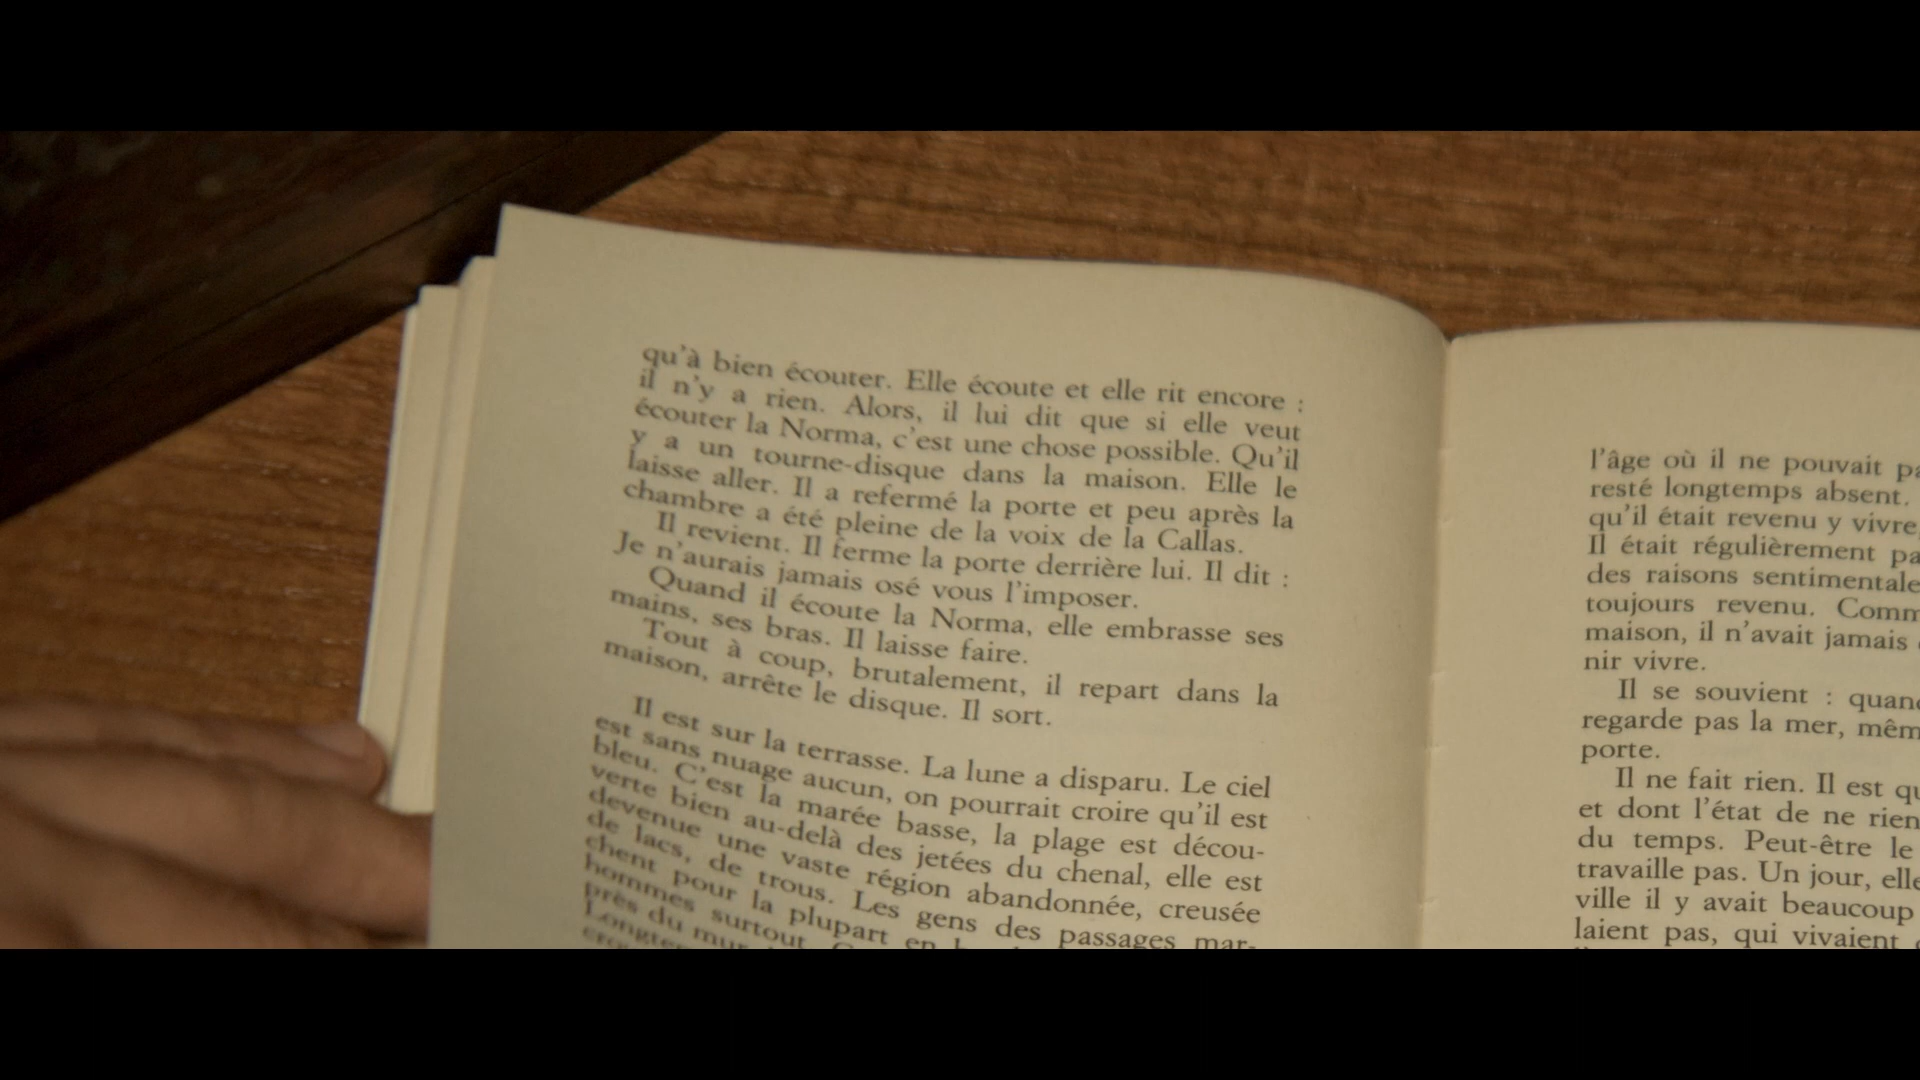 qu'à bien écouter. Elle écoute et elle rit encore :
il n'y a rien. Alors, il lui dit que si elle veut
écouter la Norma, c'est une chose possible. Qu'il
y a un tourne-disque dans la maison. Elle le
laisse aller. Il a refermé la porte et peu après la
chambre a été pleine de la voix de la Callas.
Il revient. Il ferme la porte derrière lui. Il dit :
Je n'aurais jamais osé vous l'imposer.
Quand il écoute la Norma, elle embrasse ses
mains, ses bras. Il laisse faire.
Tout à coup, brutalement, il repart dans la
maison, arrête le disque. Il sort.
Il est sur la terrasse. La lune a disparu. Le ciel
est sans nuage aucun, on pourrait croire qu'il est
bleu. C'est la marée basse, la plage est décou-
verte bien au-delà des jetées du chenal, elle est
devenue une vaste région abandonnée, creusée
de lacs, de trous. Les gens des passages mar-
chent pour la plupart en
hommes surtout.
près du mur
l'âge où il ne pouvait
resté longtemps absent.
qu'il était revenu y vivre,
Il était régulièrement
des raisons
toujours revenu.
maison, il n'avait jamais
nir vivre.
Il se souvient :
regarde pas la mer,
porte.
Il ne fait rien. Il est
et dont l'état de ne rien
du temps. Peut-être le
travaille pas. Un jour,
ville il y avait beaucoup
laient pas, qui vivaient